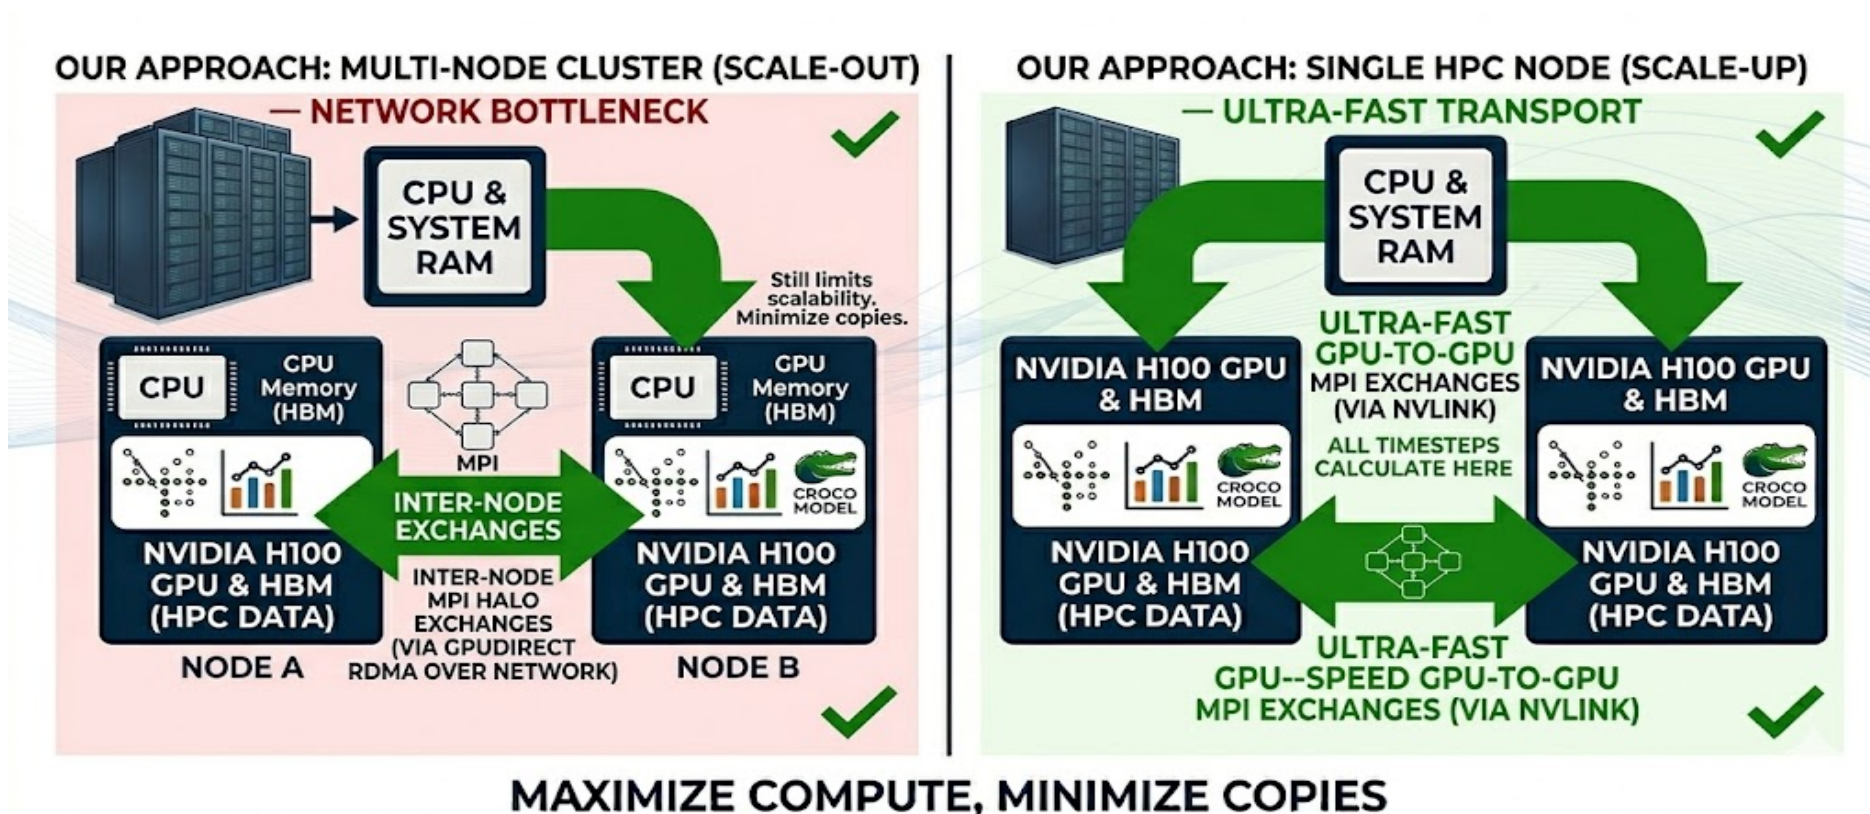 OUR APPROACH: MULTI-NODE CLUSTER (SCALE-OUT)
— NETWORK BOTTLENECK
CPU &
SYSTEM
RAM
Still limits
scalability.
Minimize copies.
CPU
GPU
Memory
(HBM)
MPI
CPU
GPU
Memory
(HBM)
CROCO
MODEL
INTER-NODE
EXCHANGES
NVIDIA H100
GPU & HBM
(HPC DATA)
NODE A
INTER-NODE
MPI HALO
EXCHANGES
(VIA GPUDIRECT
RDMA OVER NETWORK)
NVIDIA H100
GPU & HBM
(HPC DATA)
NODE B
OUR APPROACH: SINGLE HPC NODE (SCALE-UP)
— ULTRA-FAST TRANSPORT
CPU &
SYSTEM
RAM
NVIDIA H100 GPU
& HBM
CROCO
MODEL
NVIDIA H100
GPU & HBM
(HPC DATA)
ULTRA-FAST
GPU-TO-GPU
MPI EXCHANGES
(VIA NVLINK)
ALL TIMESTEPS
CALCULATE HERE
NVIDIA H100 GPU
& HBM
CROCO
MODEL
NVIDIA H100
GPU & HBM
(HPC DATA)
ULTRA-FAST
GPU--SPEED GPU-TO-GPU
MPI EXCHANGES (VIA NVLINK)
MAXIMIZE COMPUTE, MINIMIZE COPIES